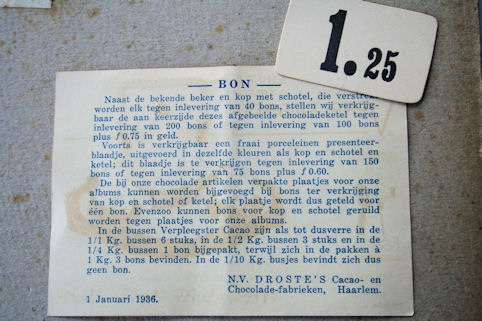 1.25
BON
Naast de bekende beker en kop met schotel, die verstrekt
worden elk tegen inlevering van 40 bons, stellen wij verkrijg-
baar de aan keerzijde dezes afgebeelde chocoladeketel tegen
inlevering van 200 bons of tegen inlevering van 100 bons
plus ƒ 0.75 in geld.
Voorts is verkrijgbaar een fraai porceleinen presenteer-
blaadje, uitgevoerd in dezelfde kleuren als kop en schotel en
ketel; dit blaadje is te verkrijgen tegen inlevering van 150
bons of tegen inlevering van 75 bons plus ƒ 0.60.
De bij onze chocolade artikelen verpakte plaatjes voor onze
albums kunnen worden bijgevoegd bij bons ter verkrijging
van kop en schotel of ketel; elk plaatje wordt dus geteld voor
één bon. Evenzoo kunnen bons voor kop en schotel geruild
worden tegen plaatjes voor onze albums.
In de bussen Verpleegster Cacao zijn als tot dusverre in de
1/1 Kg. bussen 6 stuks, in de 1/2 Kg. bussen 3 stuks en in de
1/4 Kg. bussen 1 bon bijgepakt, terwijl zich in de pakken à
1 Kg. 3 bons bevinden. In de 1/10 Kg. busjes bevindt zich dus
geen bon.
N.V. DROSTE'S Cacao- en
Chocolade-fabrieken, Haarlem.
1 Januari 1936.